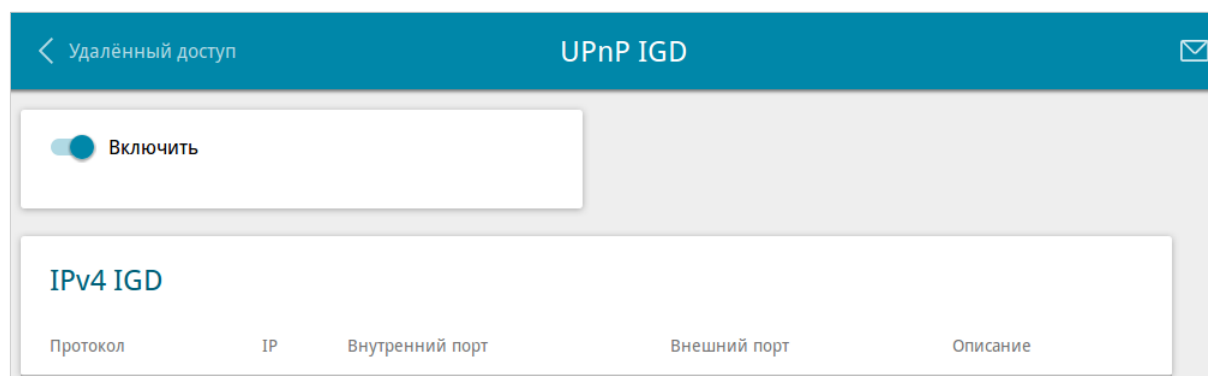 Удалённый доступ UPnP IGD
Включить
IPv4 IGD
Протокол IP Внутренний порт Внешний порт Описание